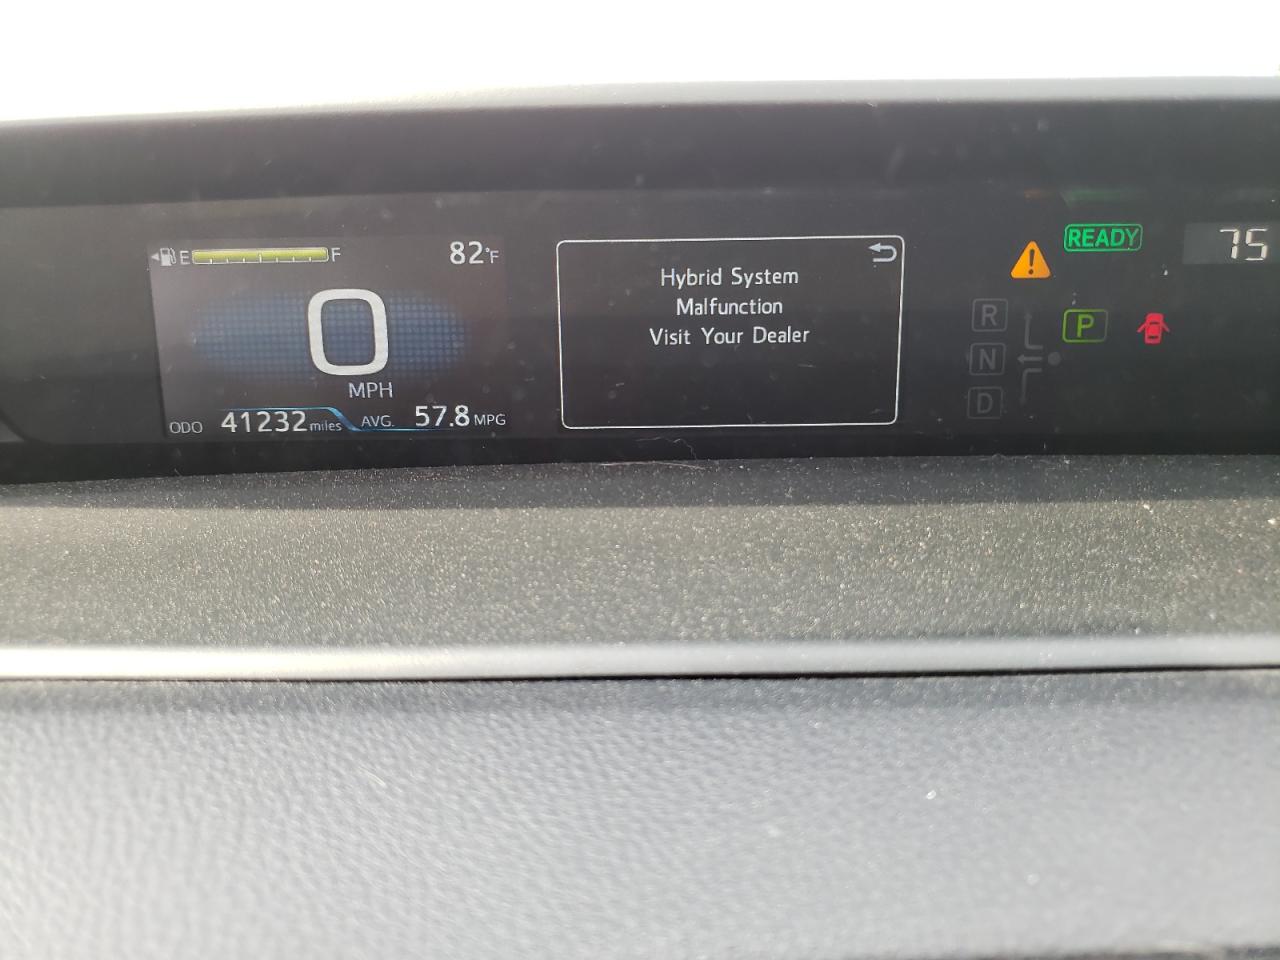 E F 82°F
0
MPH
ODO 41232 miles AVG. 57.8 MPG
Hybrid System
Malfunction
Visit Your Dealer
!
READY
75
R
N
D
P